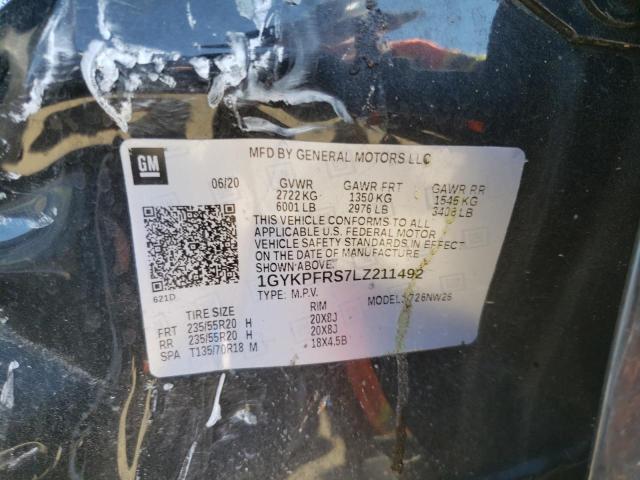 GM
MFD BY GENERAL MOTORS LLC
06/20 GVWR GAWR FRT GAWR RR
2722 KG 1350 KG 1546 KG
6001 LB 2976 LB 3408 LB
THIS VEHICLE CONFORMS TO ALL
APPLICABLE U.S. FEDERAL MOTOR
VEHICLE SAFETY STANDARDS IN EFFECT
ON THE DATE OF MANUFACTURE
SHOWN ABOVE.
1GYKPFRS7LZ211492
TYPE: M.P.V. MODEL: 726NW26
621D
TIRE SIZE RIM
FRT 235/55R20 H 20X8J
RR 235/55R20 H 20X8J
SPA T135/70R18 M 18X4.5B